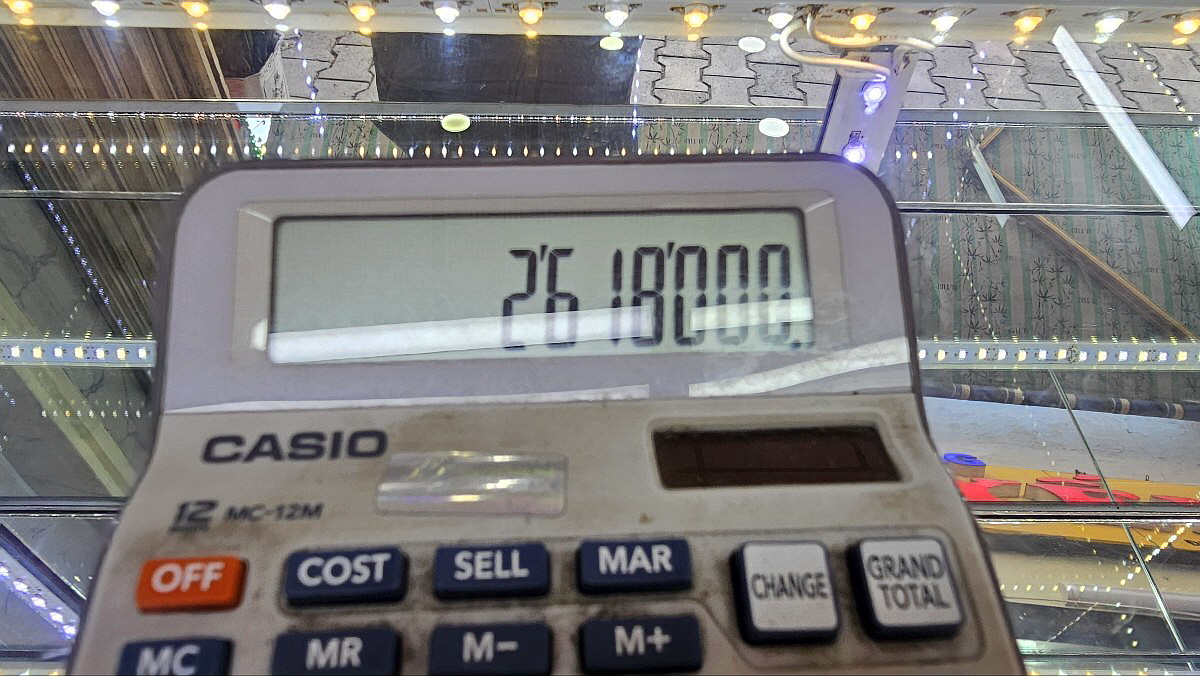 2'618'000.
CASIO
12 MC-12M
OFF COST SELL MAR CHANGE GRAND TOTAL
MC MR M− M+